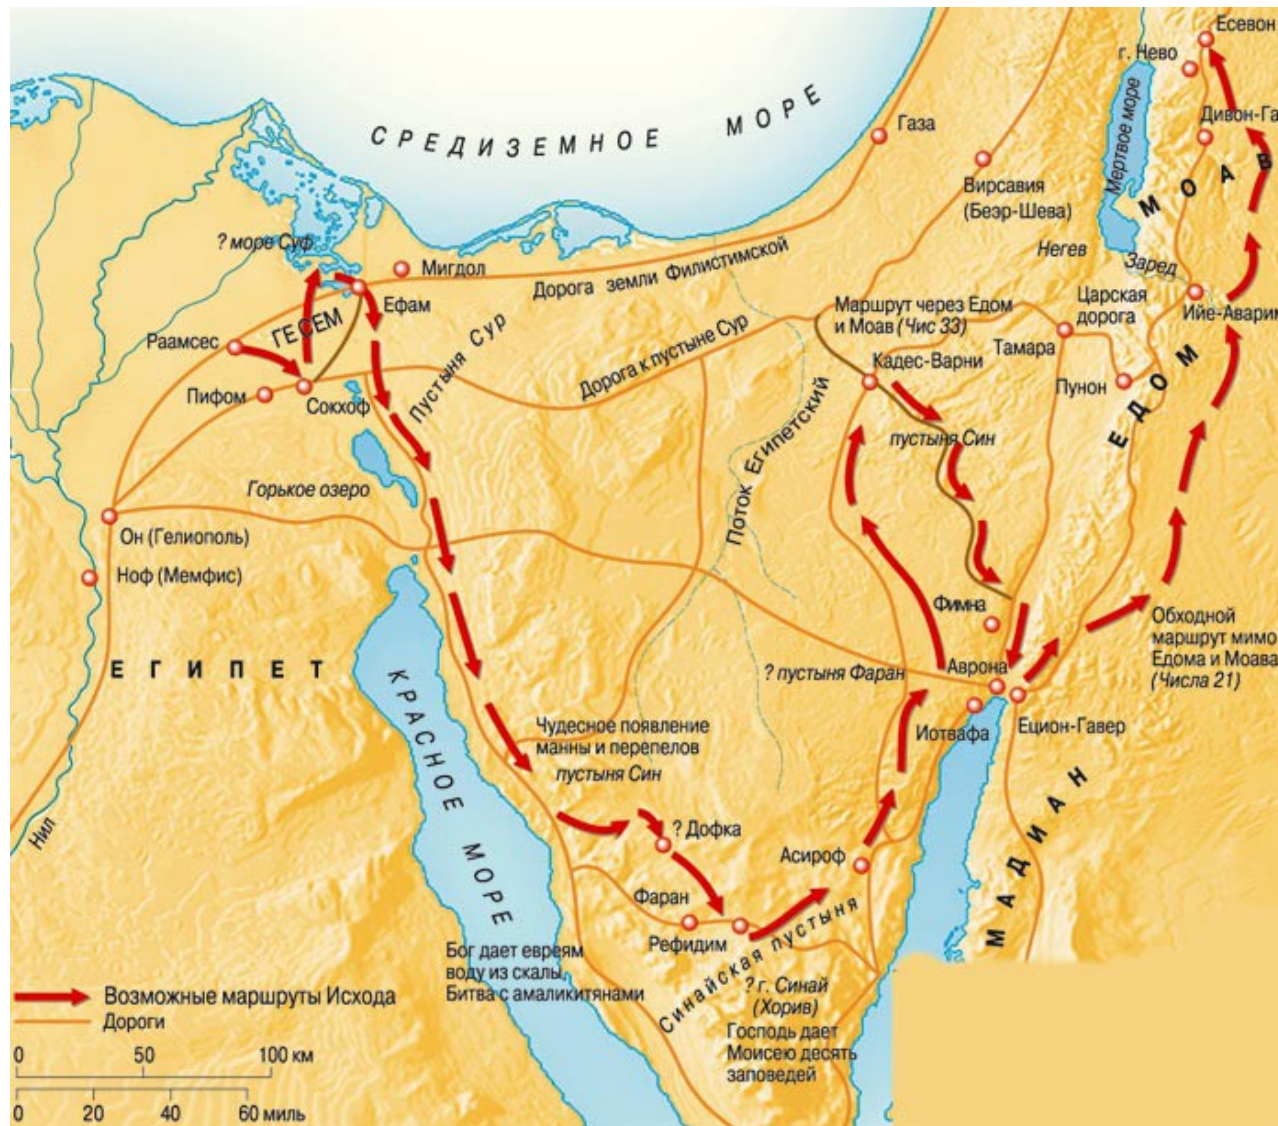 Есевон
г. Нево
Мертвое море
Дивон-Га
СРЕДИЗЕМНОЕ МОРЕ
Газа
Вирсавия
(Беэр-Шева)
МОАВ
? море Суф
Мигдол
Дорога земли Филистимской
Негев
Заред
Ефам
ГЕСЕМ
Раамсес
Пустыня Сур
Дорога к пустыне Сур
Маршрут через Едом
и Моав (Чис 33)
Царская
дорога
Ийе-Аварим
Кадес-Варни
Тамара
Пифом
Сокхоф
Пунон
ЕДОМ
пустыня Син
Поток Египетский
Горькое озеро
Он (Гелиополь)
Ноф (Мемфис)
Фимна
Обходной
маршрут мимо
Едома и Моава
(Числа 21)
ЕГИПЕТ
? пустыня Фаран
Аврона
КРАСНОЕ МОРЕ
Чудесное появление
манны и перепелов
пустыня Син
Иотвафа
Ецион-Гавер
МАДИАН
Нил
? Дофка
Асироф
Фаран
Рефидим
Синайская пустыня
Бог дает евреям
воду из скалы,
Битва с амаликитянами
? г. Синай
(Хорив)
Господь дает
Моисею десять
заповедей
Возможные маршруты Исхода
Дороги
0 50 100 км
0 20 40 60 миль